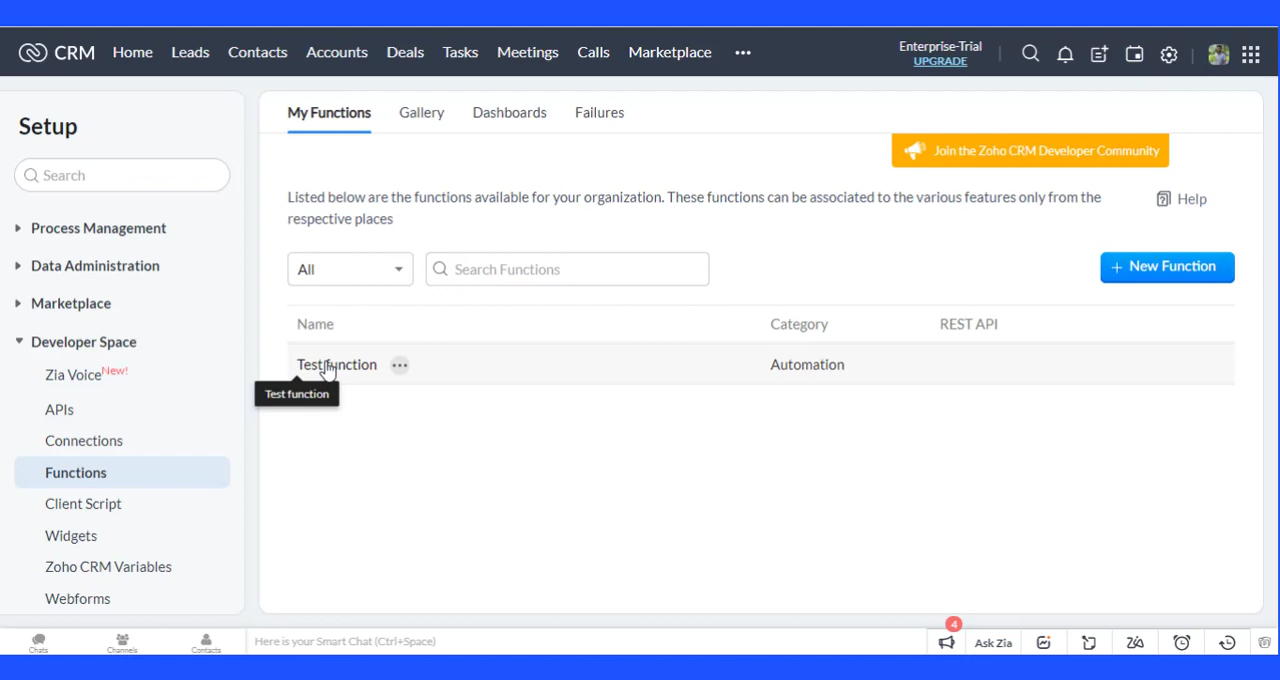 CRM Home Leads Contacts Accounts Deals Tasks Meetings Calls Marketplace ••• Enterprise-Trial
UPGRADE
Setup
Search
Process Management
Data Administration
Marketplace
Developer Space
Zia Voice New!
APIs
Connections
Functions
Client Script
Widgets
Zoho CRM Variables
Webforms
My Functions Gallery Dashboards Failures
Join the Zoho CRM Developer Community
Listed below are the functions available for your organization. These functions can be associated to the various features only from the
respective places
Help
All Search Functions + New Function
Name Category REST API
Test function ••• Automation
Test function
Chats Channels Contacts Here is your Smart Chat (Ctrl+Space) 4 Ask Zia